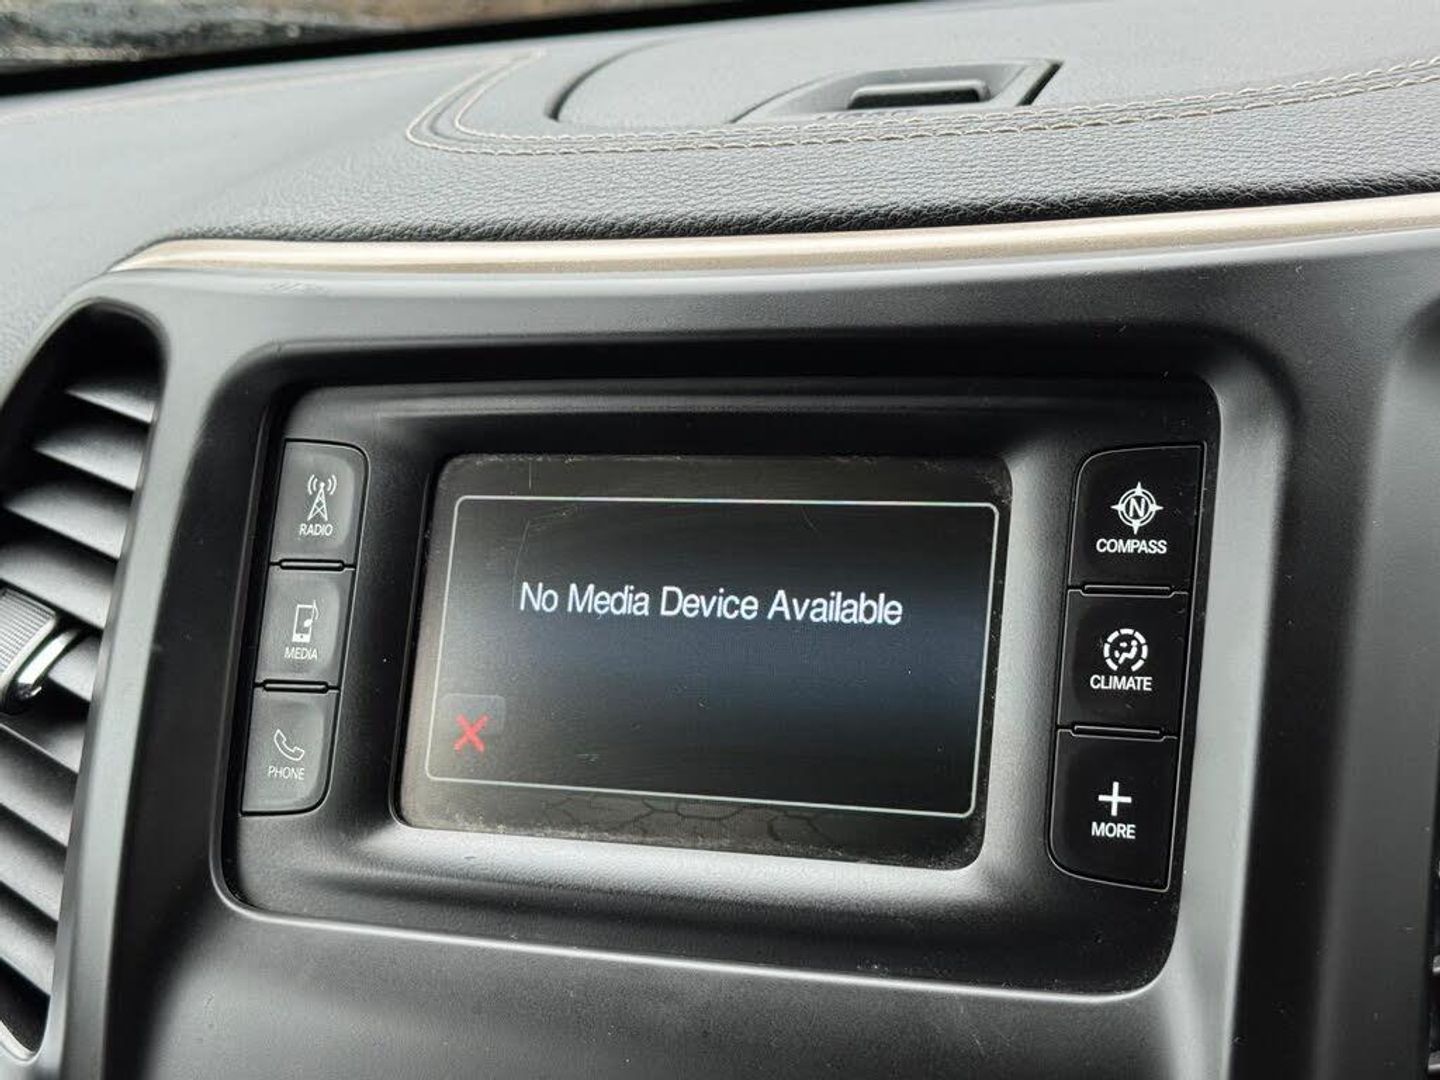 RADIO
MEDIA
PHONE
No Media Device Available
N
COMPASS
CLIMATE
MORE